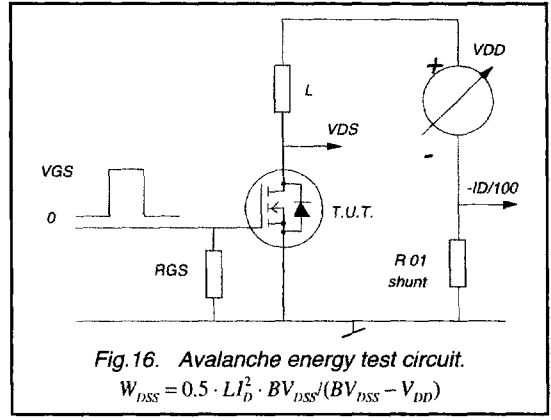 VDD
+
L
VDS
-
VGS
-ID/100
0
T.U.T.
RGS
R 01
shunt
Fig.16. Avalanche energy test circuit.
W_DSS = 0.5 · LI_D^2 · BV_DSS/(BV_DSS − V_DD)